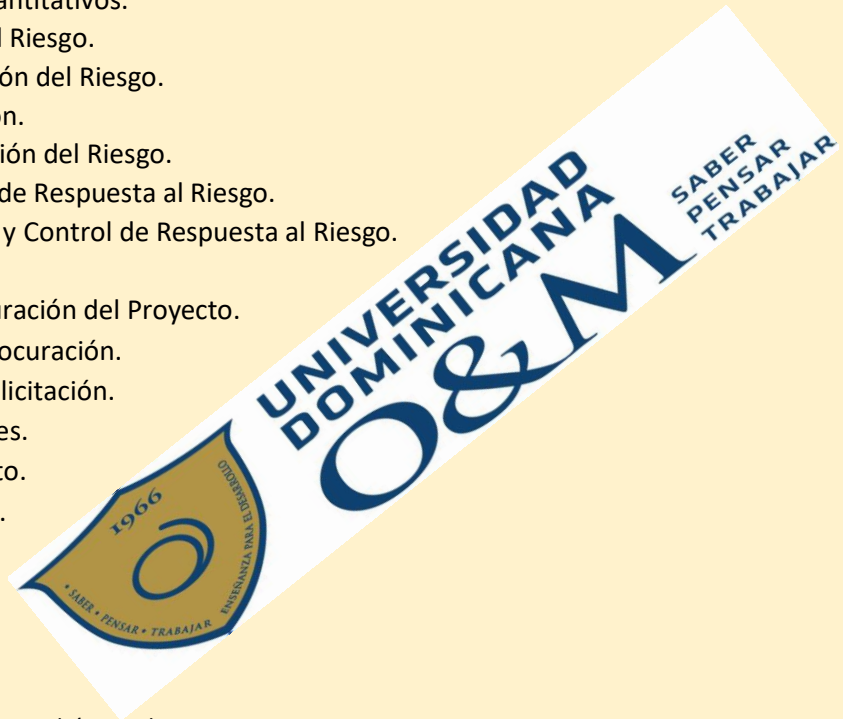 antitativos.
l Riesgo.
ón del Riesgo.
ón.
ión del Riesgo.
de Respuesta al Riesgo.
y Control de Respuesta al Riesgo.
uración del Proyecto.
ocuración.
licitación.
es.
to.
.
UNIVERSIDAD
DOMINICANA
O&M
SABER
PENSAR
TRABAJAR
1966
• SABER • PENSAR • TRABAJAR
ENSEÑANZA PARA EL DESARROLLO